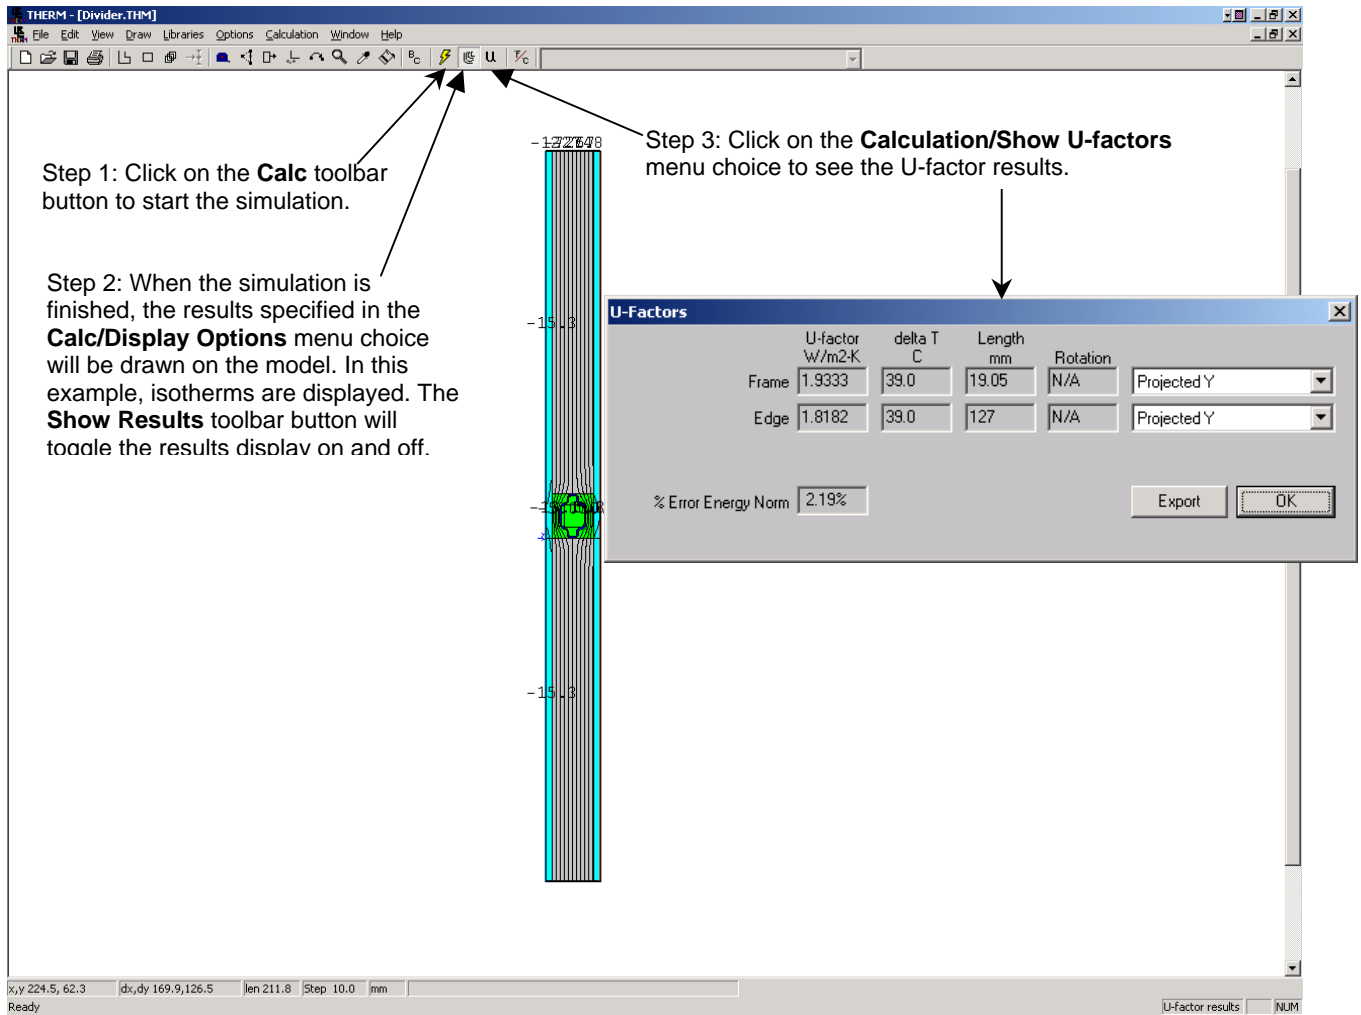 THERM - [Divider.THM]
File Edit View Draw Libraries Options Calculation Window Help
Step 1: Click on the Calc toolbar
button to start the simulation.
Step 2: When the simulation is
finished, the results specified in the
Calc/Display Options menu choice
will be drawn on the model. In this
example, isotherms are displayed. The
Show Results toolbar button will
toggle the results display on and off.
Step 3: Click on the Calculation/Show U-factors
menu choice to see the U-factor results.
-15.3
-15.3
U-Factors
U-factor delta T Length
W/m2-K C mm Rotation
Frame 1.9333 39.0 19.05 N/A Projected Y
Edge 1.8182 39.0 127 N/A Projected Y
% Error Energy Norm 2.19% Export OK
x,y 224.5, 62.3 dx,dy 169.9,126.5 len 211.8 Step 10.0 mm
Ready U-factor results NUM